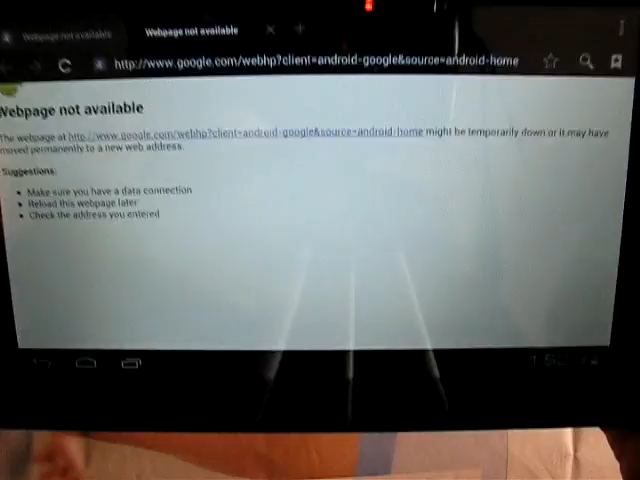 Webpage not available
Webpage not available
http://www.google.com/webhp?client=android-google&source=android-home
Webpage not available
The webpage at http://www.google.com/webhp?client=android-google&source=android-home might be temporarily down or it may have
moved permanently to a new web address.
Suggestions:
Make sure you have a data connection
Reload this webpage later
Check the address you entered